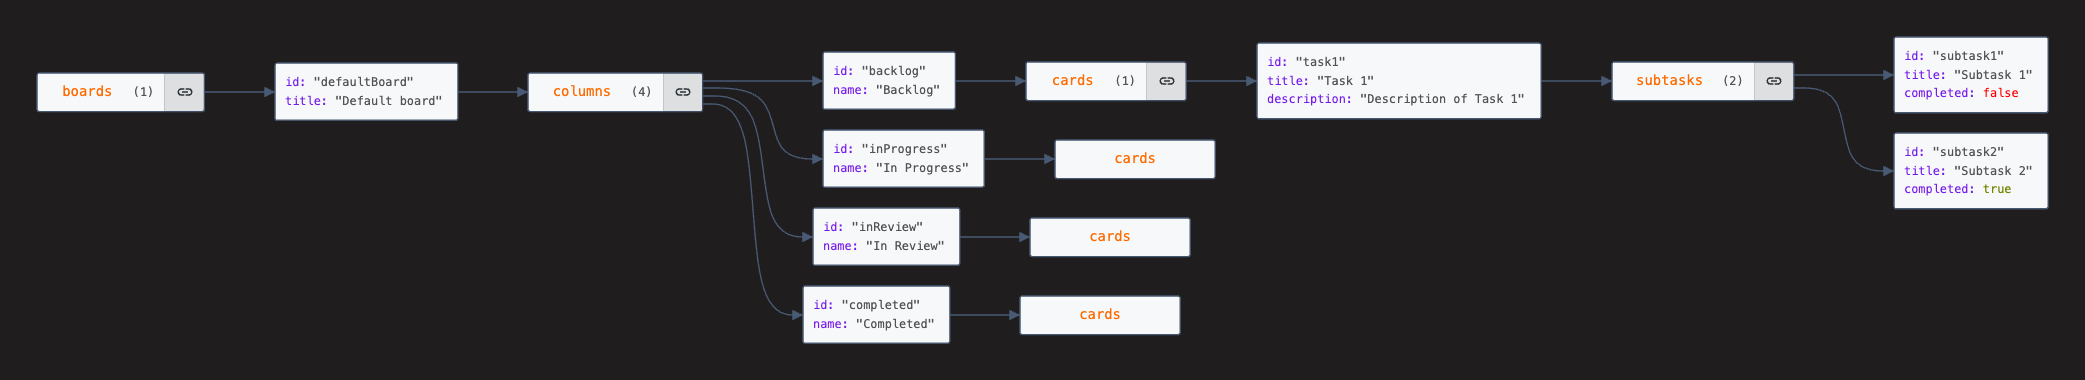 boards (1)
id: "defaultBoard"
title: "Default board"
columns (4)
id: "backlog"
name: "Backlog"
cards (1)
id: "task1"
title: "Task 1"
description: "Description of Task 1"
subtasks (2)
id: "subtask1"
title: "Subtask 1"
completed: false
id: "subtask2"
title: "Subtask 2"
completed: true
id: "inProgress"
name: "In Progress"
cards
id: "inReview"
name: "In Review"
cards
id: "completed"
name: "Completed"
cards